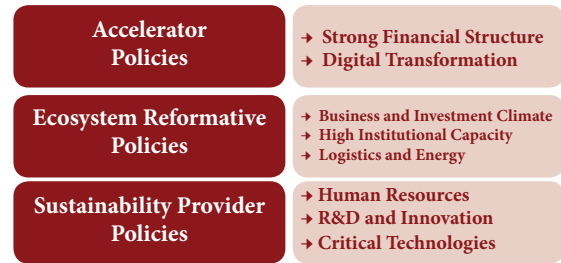 Accelerator
Policies
→ Strong Financial Structure
→ Digital Transformation
Ecosystem Reformative
Policies
→ Business and Investment Climate
→ High Institutional Capacity
→ Logistics and Energy
Sustainability Provider
Policies
→ Human Resources
→ R&D and Innovation
→ Critical Technologies